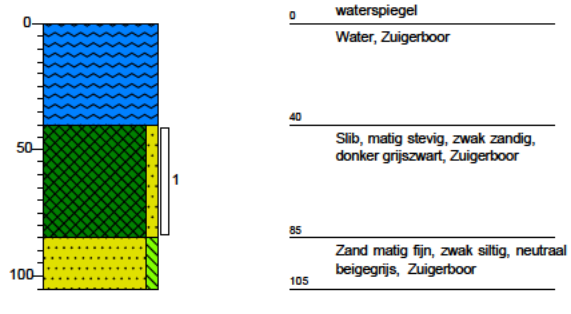 0
50
100
1
0 waterspiegel
Water, Zuigerboor
40
Slib, matig stevig, zwak zandig,
donker grijszwart, Zuigerboor
85
Zand matig fijn, zwak siltig, neutraal
beigegrijs, Zuigerboor
105